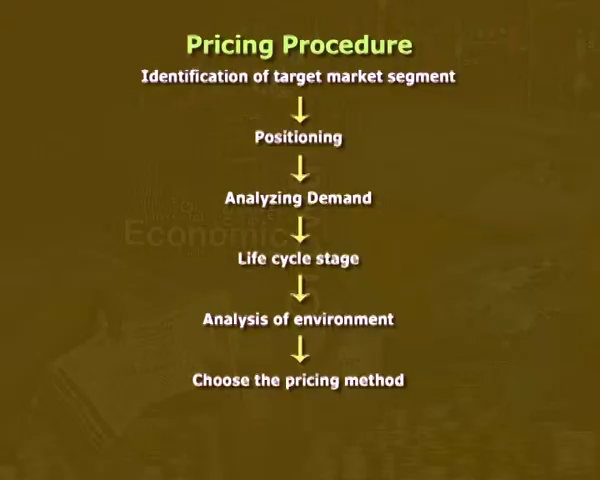 Pricing Procedure
Identification of target market segment
Positioning
Analyzing Demand
Economic
Life cycle stage
Analysis of environment
Choose the pricing method